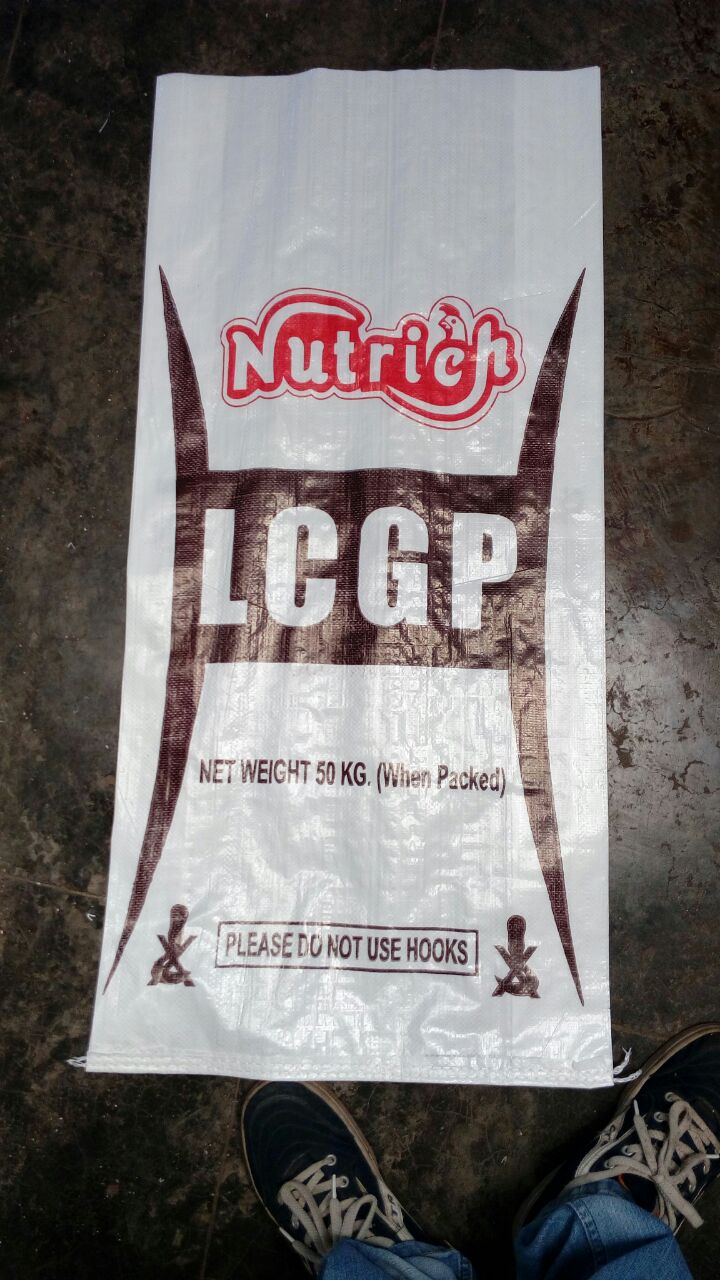 Nutrich
LCGP
NET WEIGHT 50 KG. (When Packed)
PLEASE DO NOT USE HOOKS